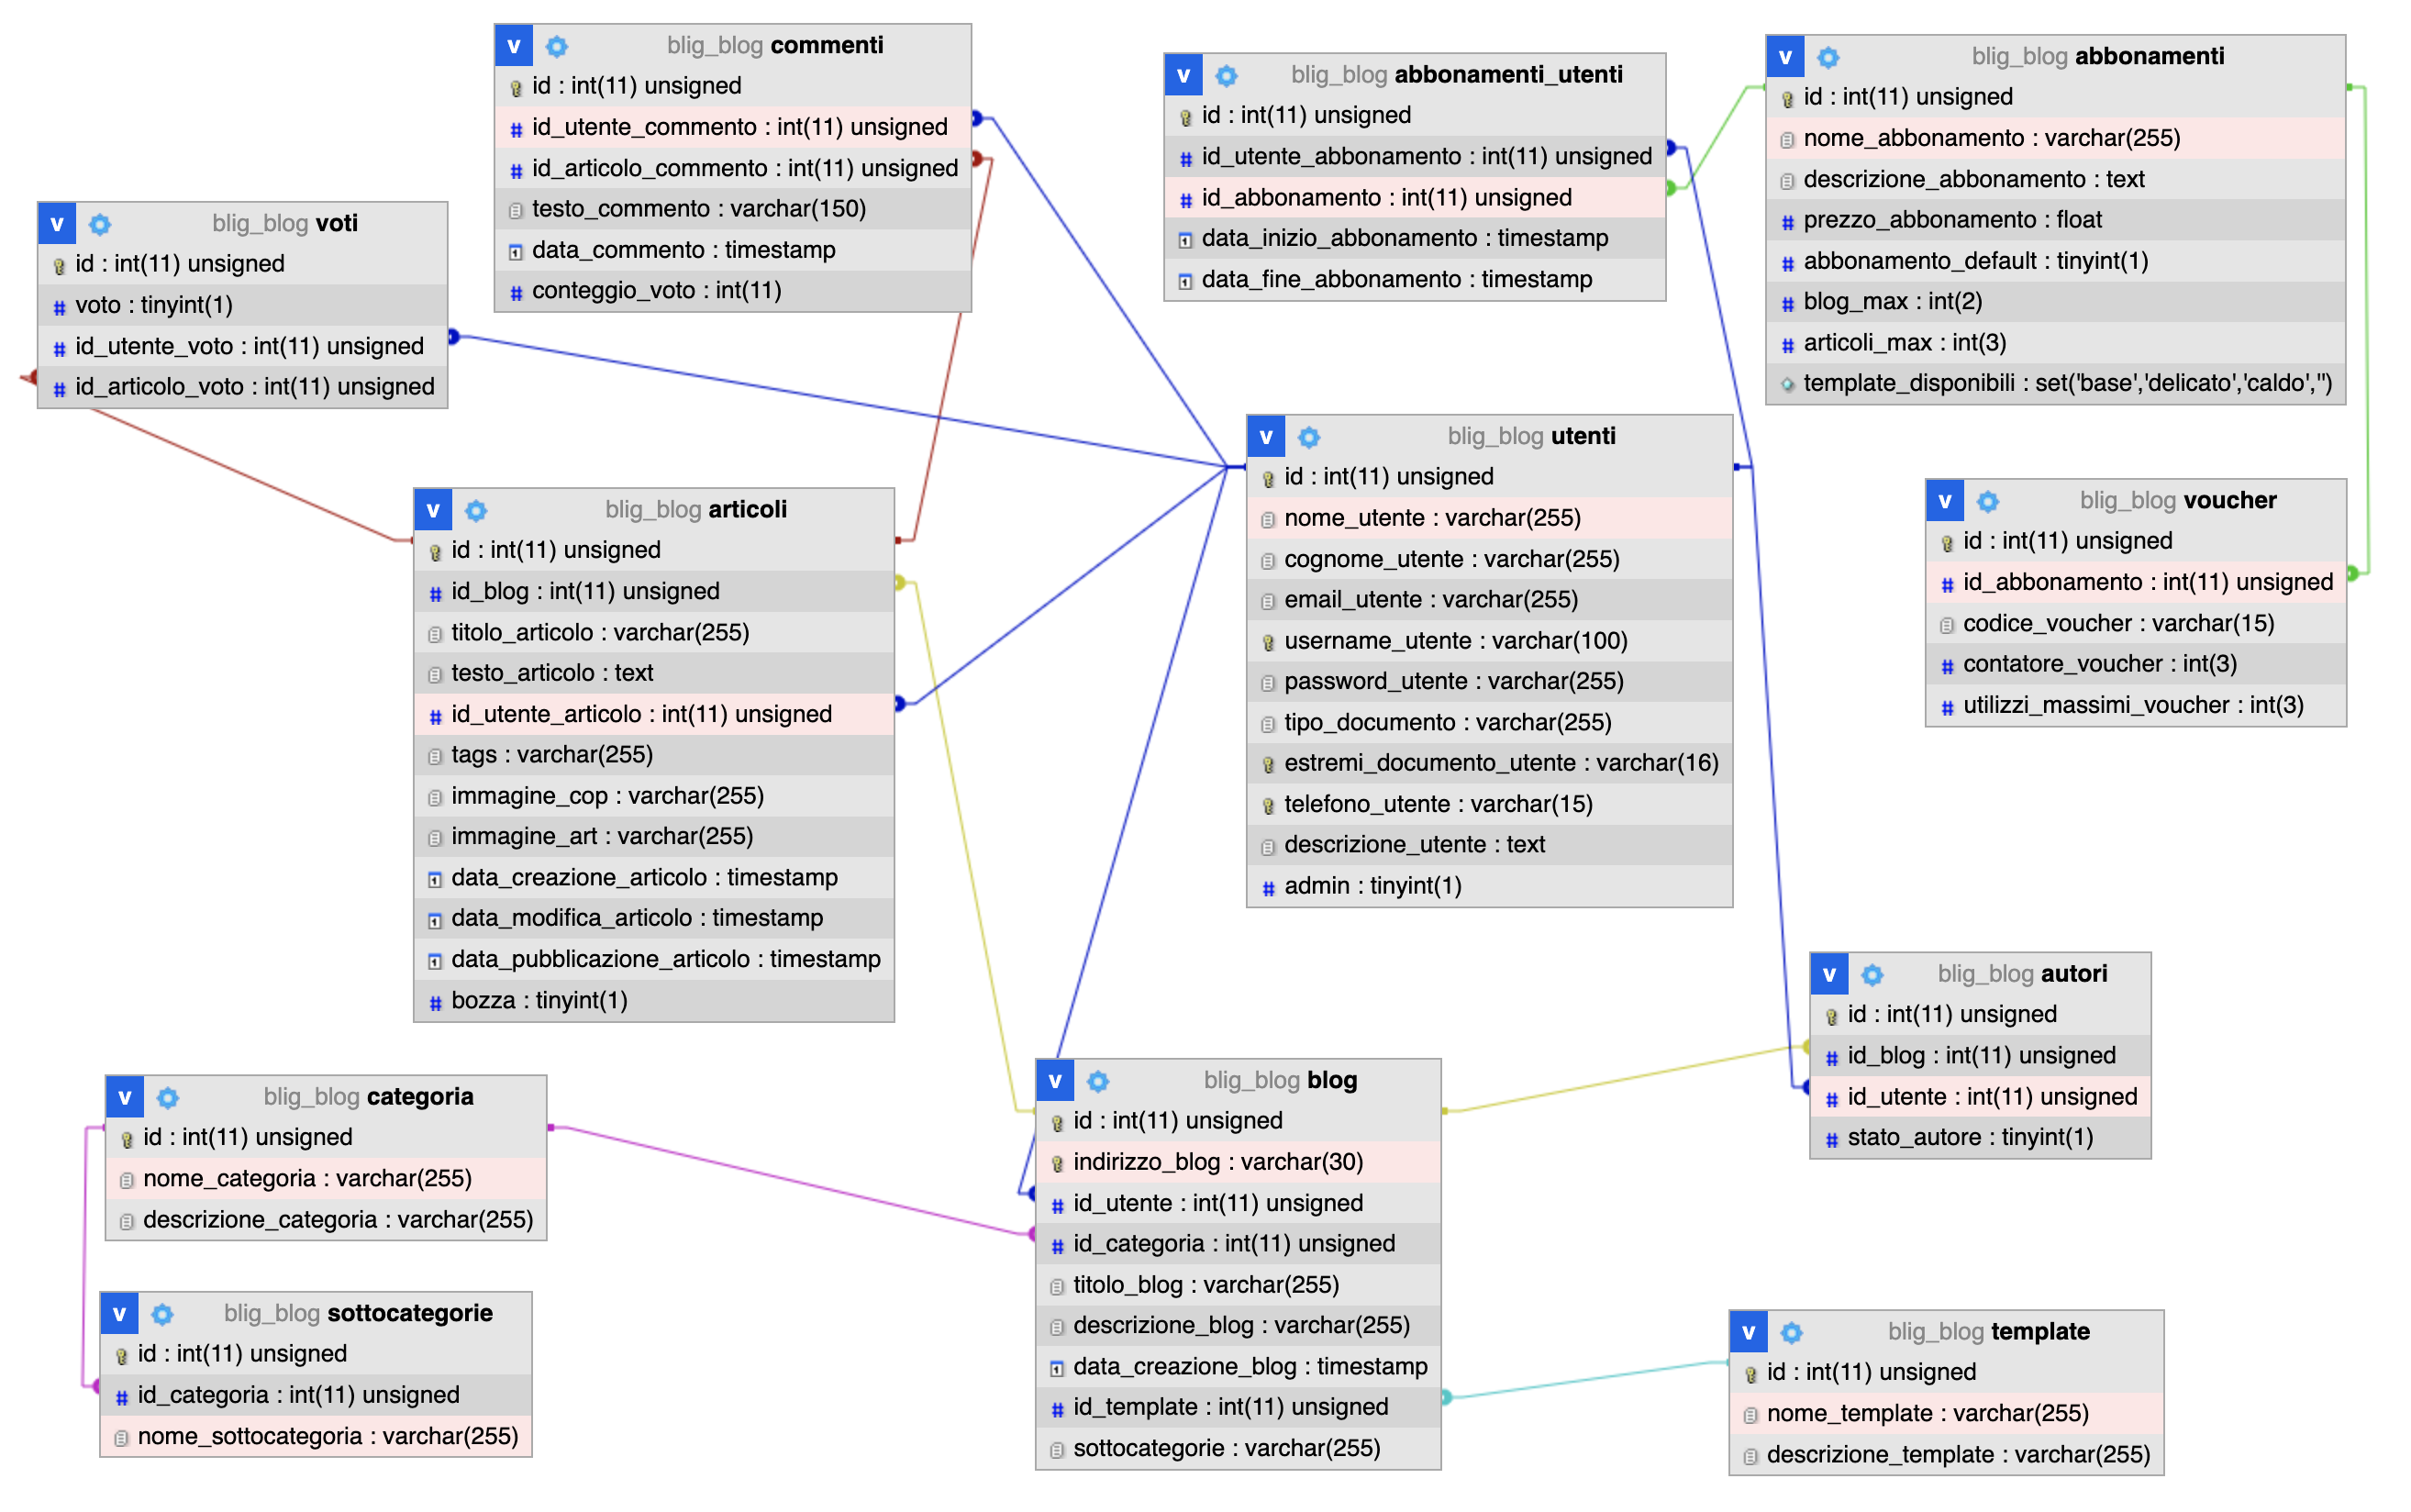 v blig_blog commenti
id : int(11) unsigned
id_utente_commento : int(11) unsigned
id_articolo_commento : int(11) unsigned
testo_commento : varchar(150)
data_commento : timestamp
conteggio_voto : int(11)
v blig_blog abbonamenti_utenti
id : int(11) unsigned
id_utente_abbonamento : int(11) unsigned
id_abbonamento : int(11) unsigned
data_inizio_abbonamento : timestamp
data_fine_abbonamento : timestamp
v blig_blog abbonamenti
id : int(11) unsigned
nome_abbonamento : varchar(255)
descrizione_abbonamento : text
prezzo_abbonamento : float
abbonamento_default : tinyint(1)
blog_max : int(2)
articoli_max : int(3)
template_disponibili : set('base','delicato','caldo','')
v blig_blog voti
id : int(11) unsigned
voto : tinyint(1)
id_utente_voto : int(11) unsigned
id_articolo_voto : int(11) unsigned
v blig_blog utenti
id : int(11) unsigned
nome_utente : varchar(255)
cognome_utente : varchar(255)
email_utente : varchar(255)
username_utente : varchar(100)
password_utente : varchar(255)
tipo_documento : varchar(255)
estremi_documento_utente : varchar(16)
telefono_utente : varchar(15)
descrizione_utente : text
admin : tinyint(1)
v blig_blog voucher
id : int(11) unsigned
id_abbonamento : int(11) unsigned
codice_voucher : varchar(15)
contatore_voucher : int(3)
utilizzi_massimi_voucher : int(3)
v blig_blog articoli
id : int(11) unsigned
id_blog : int(11) unsigned
titolo_articolo : varchar(255)
testo_articolo : text
id_utente_articolo : int(11) unsigned
tags : varchar(255)
immagine_cop : varchar(255)
immagine_art : varchar(255)
data_creazione_articolo : timestamp
data_modifica_articolo : timestamp
data_pubblicazione_articolo : timestamp
bozza : tinyint(1)
v blig_blog autori
id : int(11) unsigned
id_blog : int(11) unsigned
id_utente : int(11) unsigned
stato_autore : tinyint(1)
v blig_blog categoria
id : int(11) unsigned
nome_categoria : varchar(255)
descrizione_categoria : varchar(255)
v blig_blog blog
id : int(11) unsigned
indirizzo_blog : varchar(30)
id_utente : int(11) unsigned
id_categoria : int(11) unsigned
titolo_blog : varchar(255)
descrizione_blog : varchar(255)
data_creazione_blog : timestamp
id_template : int(11) unsigned
sottocategorie : varchar(255)
v blig_blog sottocategorie
id : int(11) unsigned
id_categoria : int(11) unsigned
nome_sottocategoria : varchar(255)
v blig_blog template
id : int(11) unsigned
nome_template : varchar(255)
descrizione_template : varchar(255)